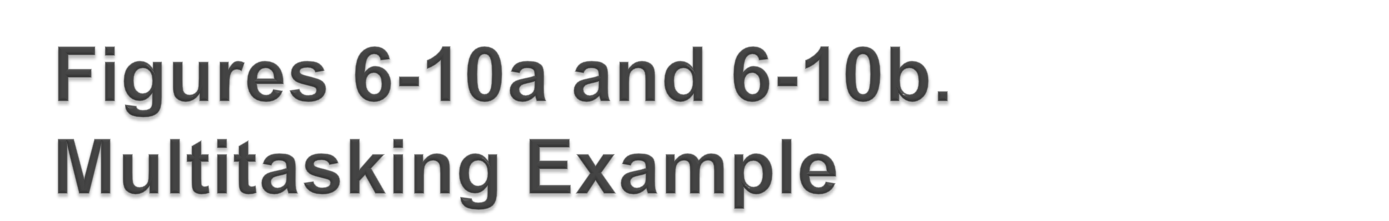 Figures 6-10a and 6-10b.
Multitasking Example